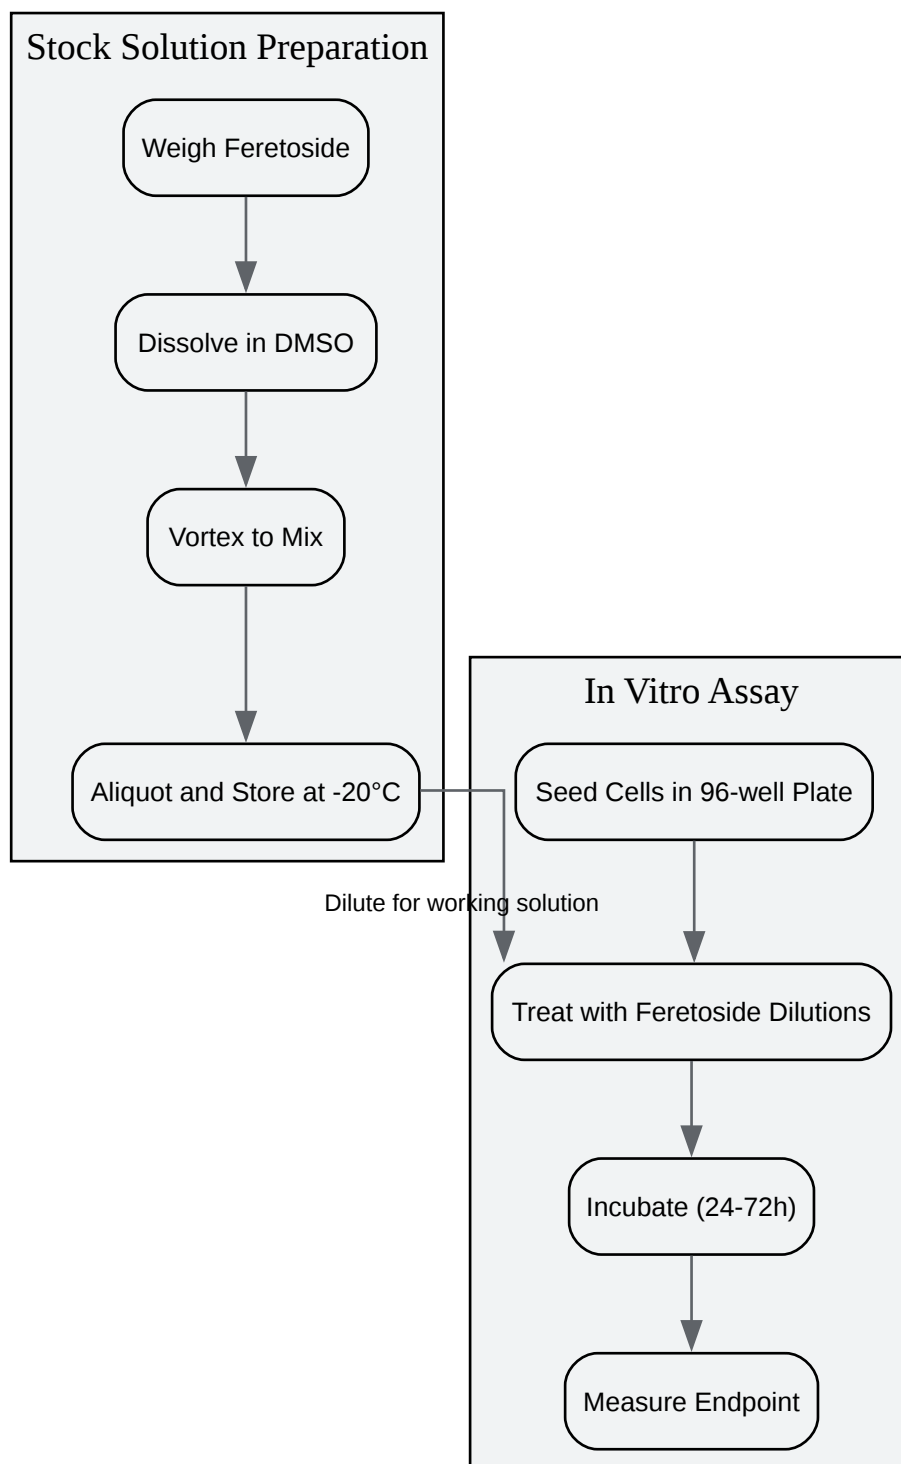 Stock Solution Preparation
Weigh Feretoside
Dissolve in DMSO
Vortex to Mix
Aliquot and Store at -20°C
Dilute for working solution
In Vitro Assay
Seed Cells in 96-well Plate
Treat with Feretoside Dilutions
Incubate (24-72h)
Measure Endpoint